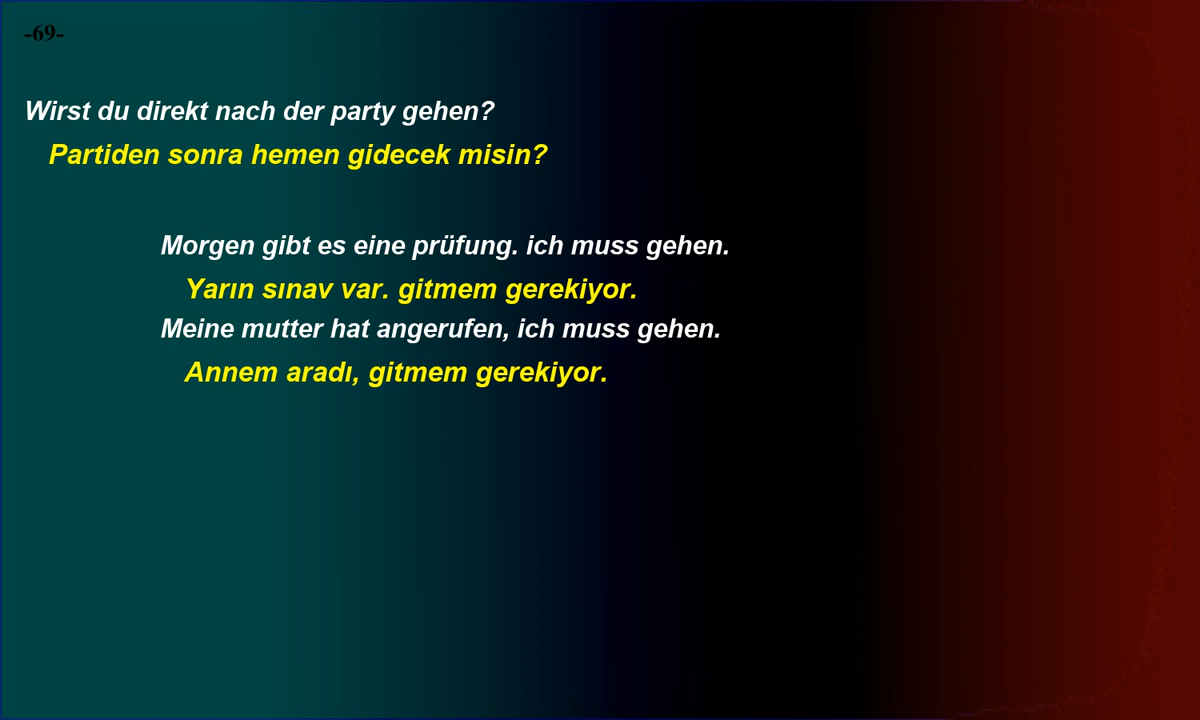 -69-
Wirst du direkt nach der party gehen?
Partiden sonra hemen gidecek misin?
Morgen gibt es eine prüfung. ich muss gehen.
Yarın sınav var. gitmem gerekiyor.
Meine mutter hat angerufen, ich muss gehen.
Annem aradı, gitmem gerekiyor.